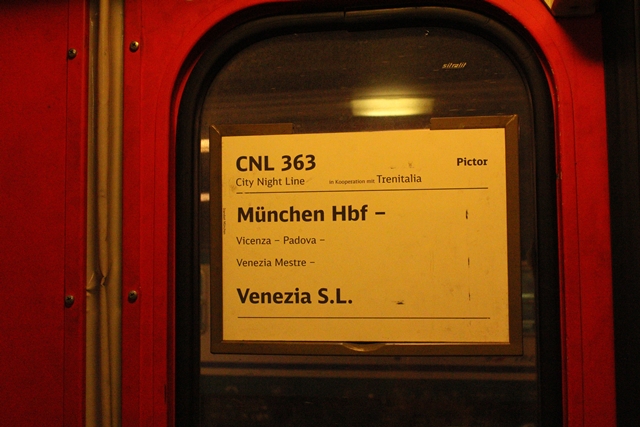 CNL 363 Pictor
City Night Line In Kooperation mit Trenitalia
München Hbf –
Vicenza – Padova –
Venezia Mestre –
Venezia S.L.